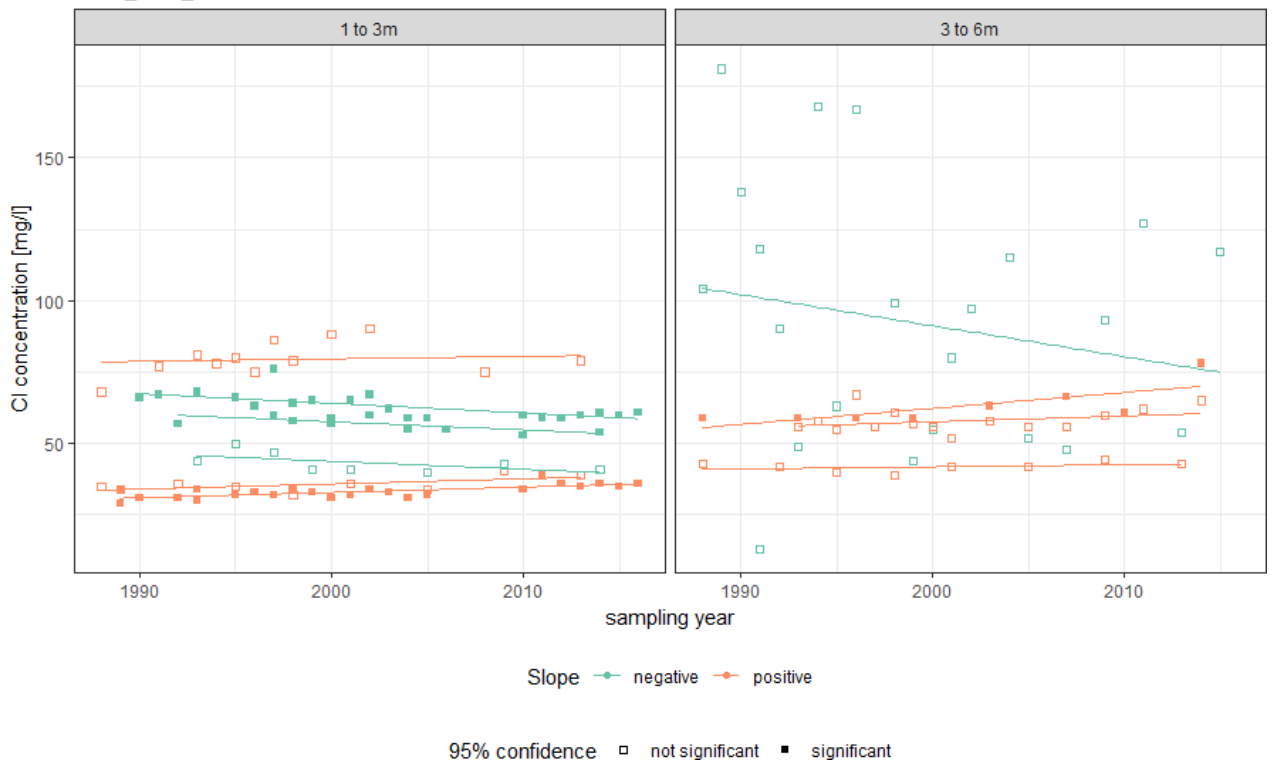 1 to 3m
3 to 6m
Cl concentration [mg/l]
150
100
50
1990
2000
2010
1990
2000
2010
sampling year
Slope negative positive
95% confidence not significant significant